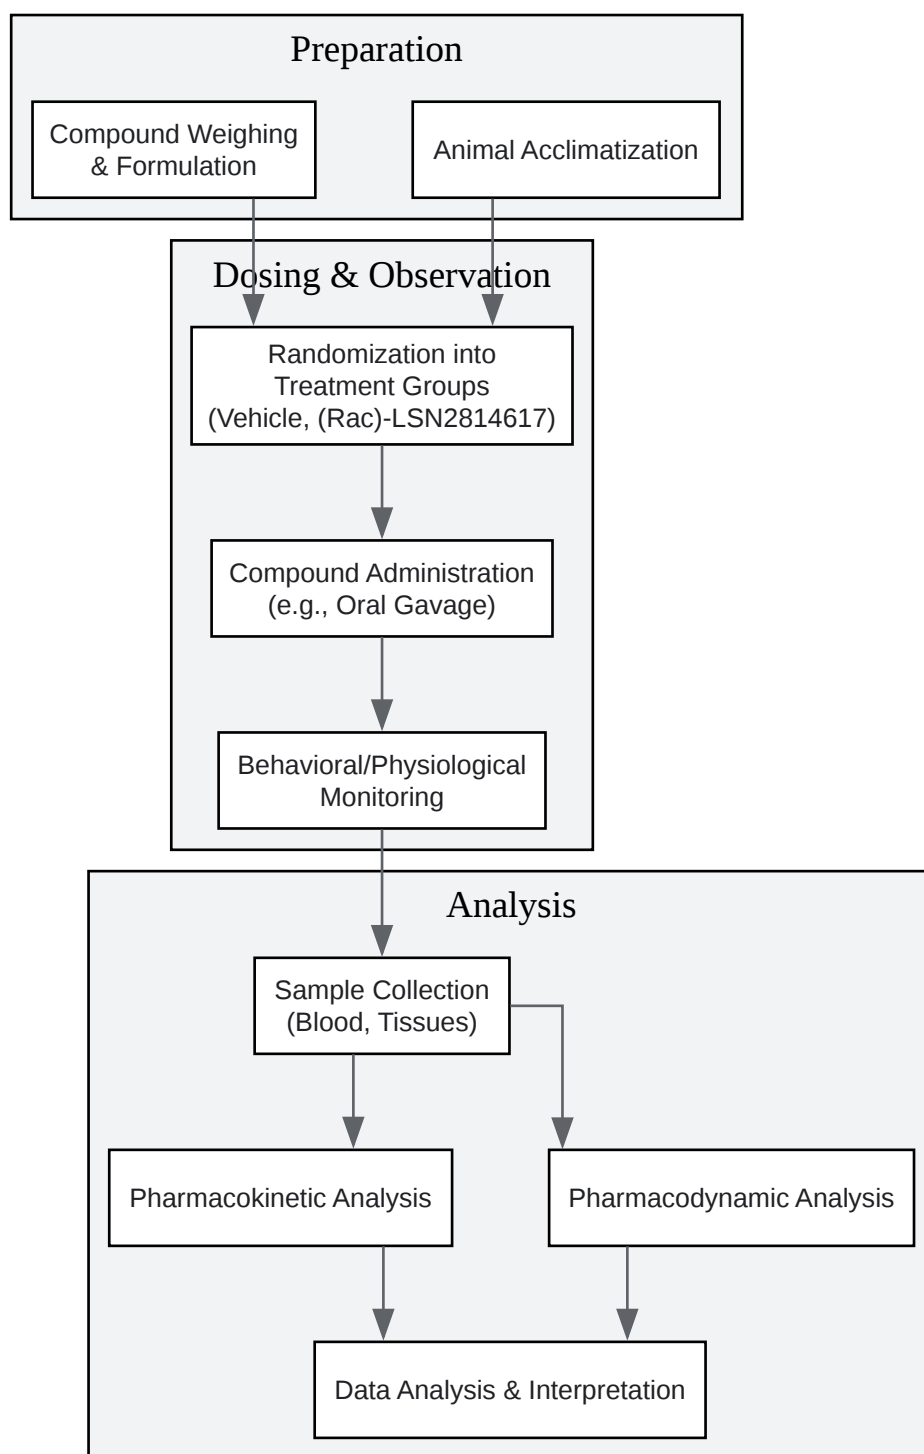 Preparation
Compound Weighing
& Formulation
Animal Acclimatization
Dosing & Observation
Randomization into
Treatment Groups
(Vehicle, (Rac)-LSN2814617)
Compound Administration
(e.g., Oral Gavage)
Behavioral/Physiological
Monitoring
Analysis
Sample Collection
(Blood, Tissues)
Pharmacokinetic Analysis
Pharmacodynamic Analysis
Data Analysis & Interpretation